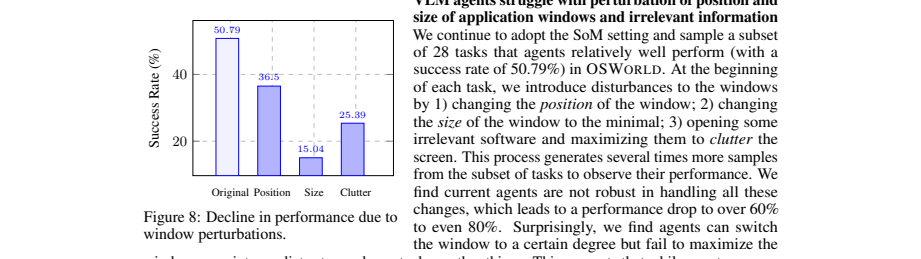 50.79
36.5
15.04
25.39
40
20
Success Rate (%)
Original Position Size Clutter
Figure 8: Decline in performance due to
window perturbations.
VLM agents struggle with perturbation of position and
size of application windows and irrelevant information
We continue to adopt the SoM setting and sample a subset
of 28 tasks that agents relatively well perform (with a
success rate of 50.79%) in OSWORLD. At the beginning
of each task, we introduce disturbances to the windows
by 1) changing the position of the window; 2) changing
the size of the window to the minimal; 3) opening some
irrelevant software and maximizing them to clutter the
screen. This process generates several times more samples
from the subset of tasks to observe their performance. We
find current agents are not robust in handling all these
changes, which leads to a performance drop to over 60%
to even 80%. Surprisingly, we find agents can switch
the window to a certain degree but fail to maximize the